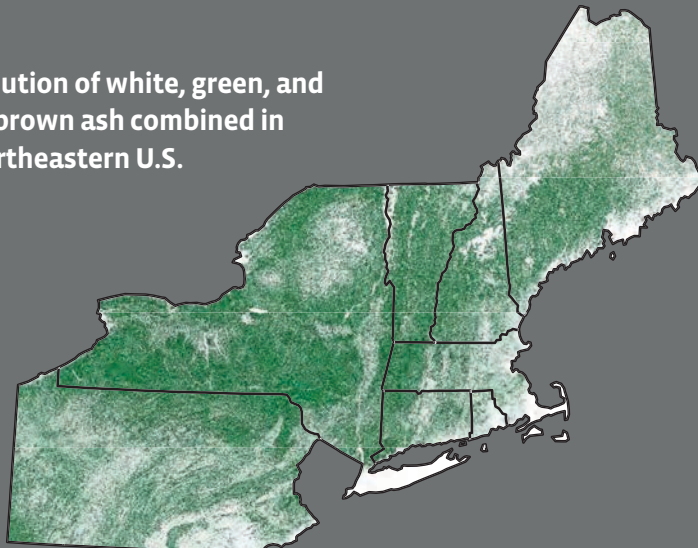 ution of white, green, and
brown ash combined in
rtheastern U.S.